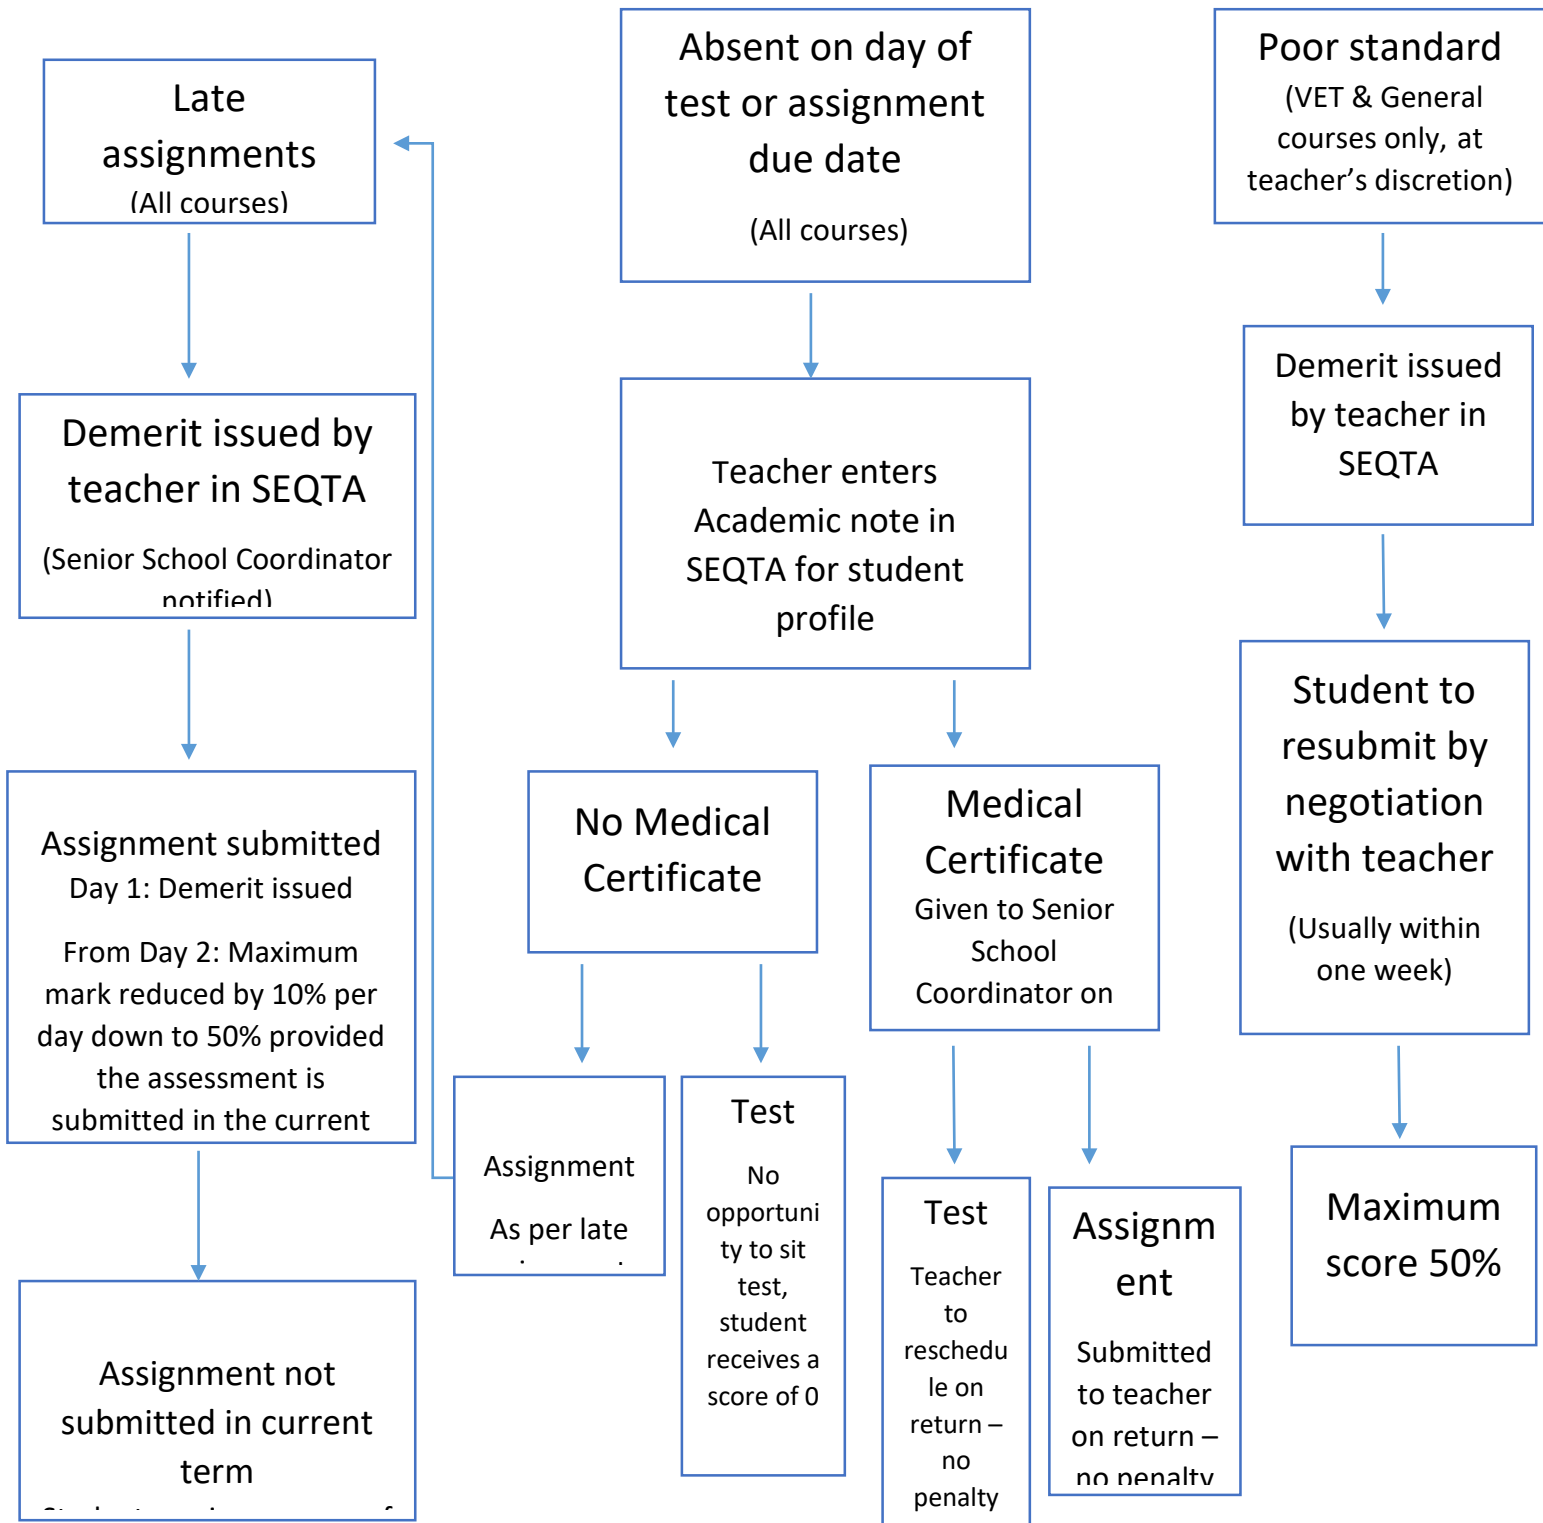 Late
assignments
(All courses)
Demerit issued by
teacher in SEQTA
(Senior School Coordinator
notified)
Assignment submitted
Day 1: Demerit issued
From Day 2: Maximum
mark reduced by 10% per
day down to 50% provided
the assessment is
submitted in the current
Assignment not
submitted in current
term
Absent on day of
test or assignment
due date
(All courses)
Teacher enters
Academic note in
SEQTA for student
profile
No Medical
Certificate
Assignment
As per late
Test
No
opportuni
ty to sit
test,
student
receives a
score of 0
Medical
Certificate
Given to Senior
School
Coordinator on
Test
Teacher
to
reschedu
le on
return –
no
penalty
Assignm
ent
Submitted
to teacher
on return –
no penalty
Poor standard
(VET & General
courses only, at
teacher’s discretion)
Demerit issued
by teacher in
SEQTA
Student to
resubmit by
negotiation
with teacher
(Usually within
one week)
Maximum
score 50%